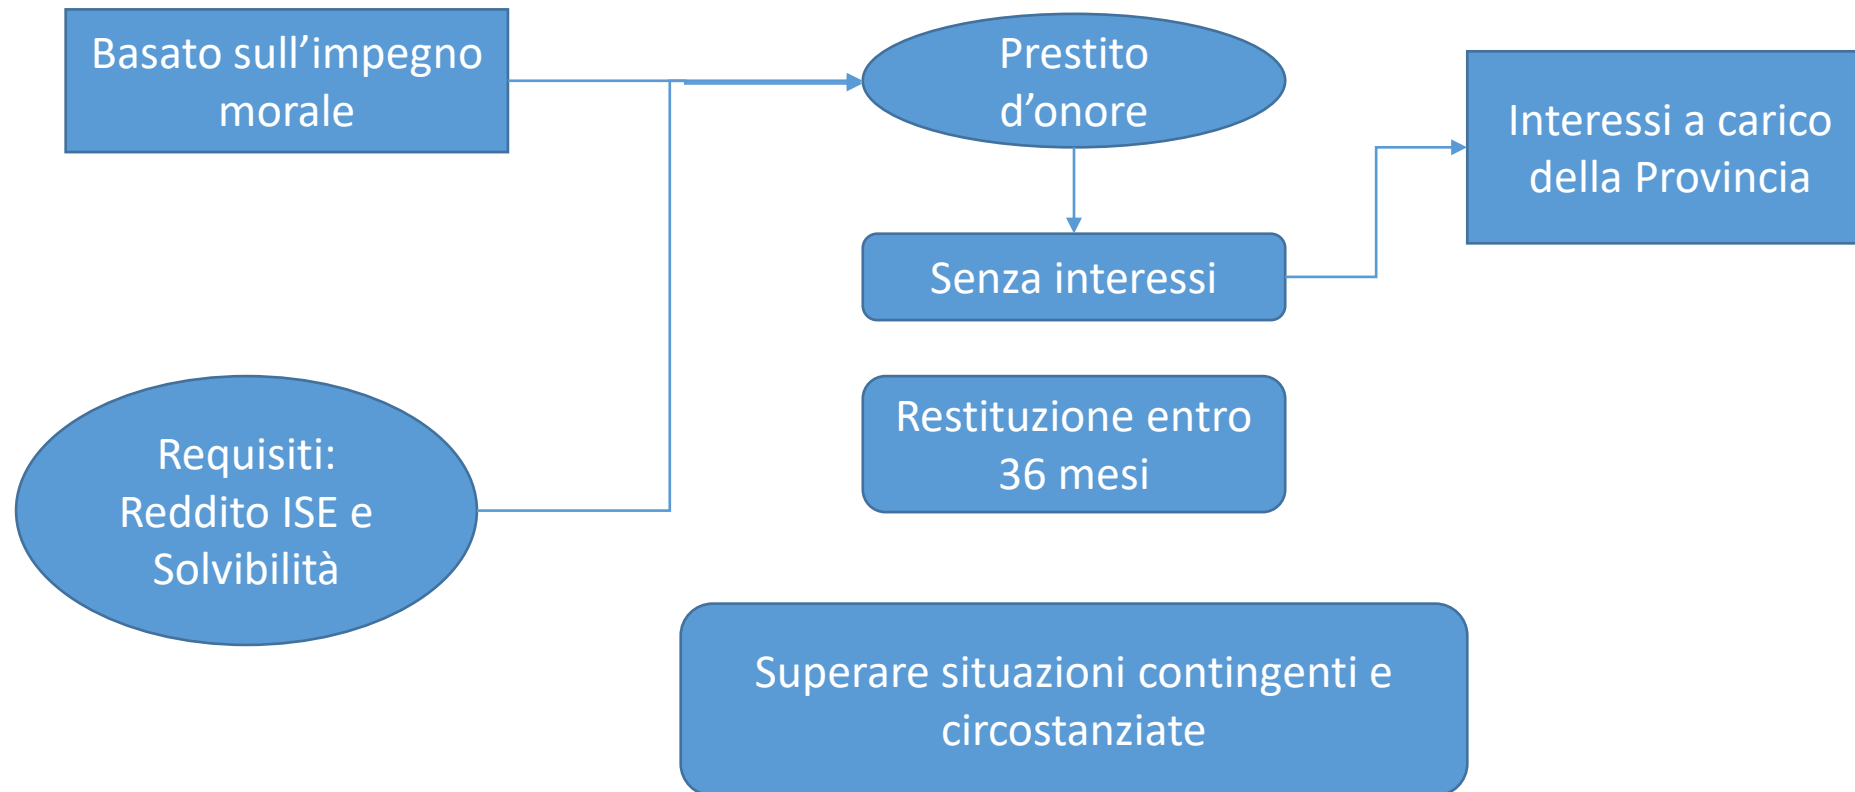 Basato sull’impegno
morale
Prestito
d’onore
Interessi a carico
della Provincia
Senza interessi
Restituzione entro
36 mesi
Requisiti:
Reddito ISE e
Solvibilità
Superare situazioni contingenti e
circostanziate